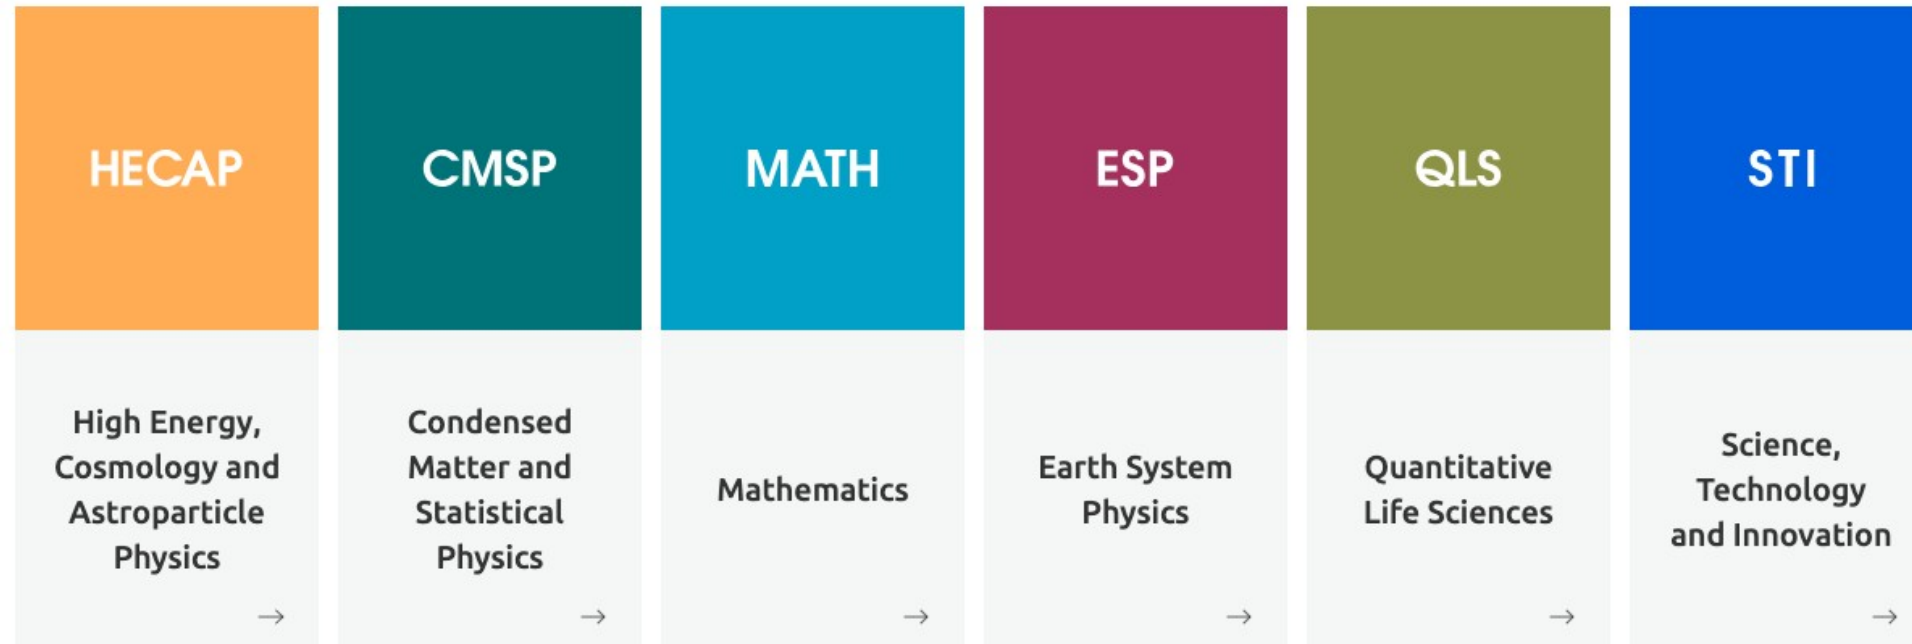 HECAP
High Energy,
Cosmology and
Astroparticle
Physics
→
CMSP
Condensed
Matter and
Statistical
Physics
→
MATH
Mathematics
→
ESP
Earth System
Physics
→
QLS
Quantitative
Life Sciences
→
STI
Science,
Technology
and Innovation
→